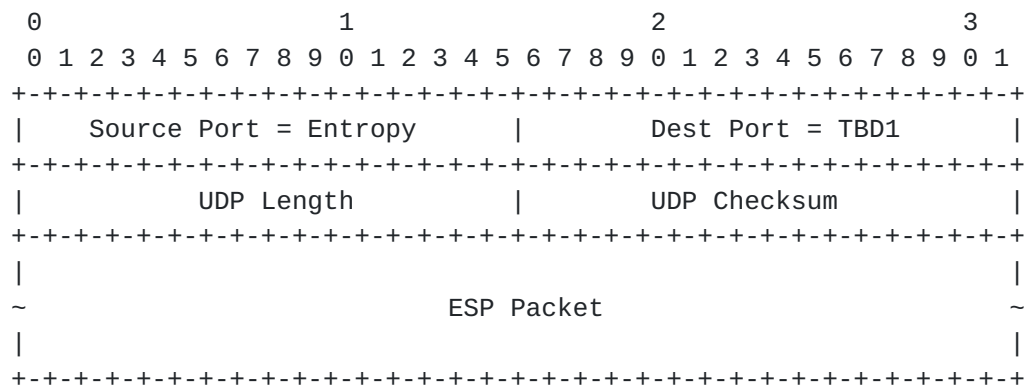 0                   1                   2                   3
 0 1 2 3 4 5 6 7 8 9 0 1 2 3 4 5 6 7 8 9 0 1 2 3 4 5 6 7 8 9 0 1
+-+-+-+-+-+-+-+-+-+-+-+-+-+-+-+-+-+-+-+-+-+-+-+-+-+-+-+-+-+-+-+-+
|    Source Port = Entropy      |        Dest Port = TBD1       |
+-+-+-+-+-+-+-+-+-+-+-+-+-+-+-+-+-+-+-+-+-+-+-+-+-+-+-+-+-+-+-+-+
|           UDP Length          |        UDP Checksum           |
+-+-+-+-+-+-+-+-+-+-+-+-+-+-+-+-+-+-+-+-+-+-+-+-+-+-+-+-+-+-+-+-+
|                                                               |
~                           ESP Packet                          ~
|                                                               |
+-+-+-+-+-+-+-+-+-+-+-+-+-+-+-+-+-+-+-+-+-+-+-+-+-+-+-+-+-+-+-+-+